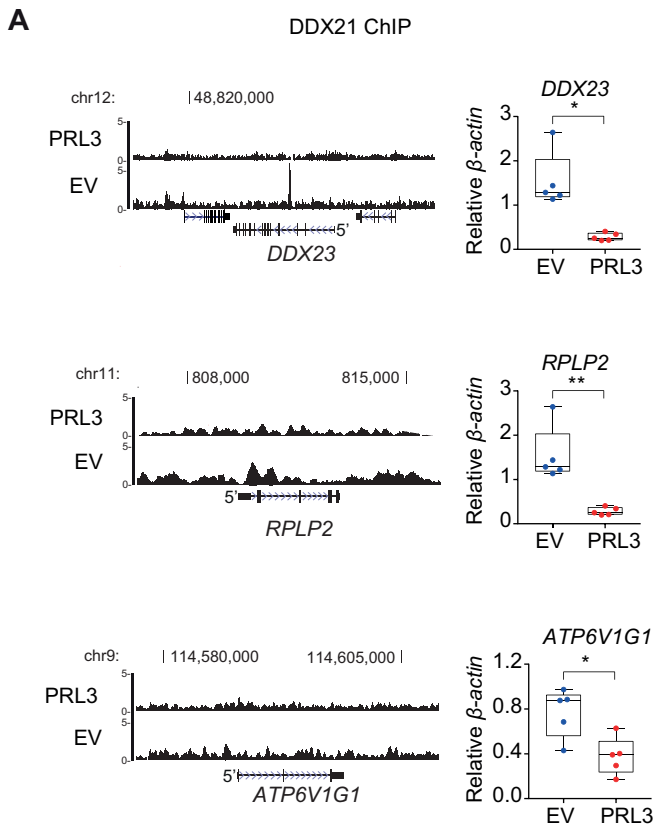 A
DDX21 ChIP
chr12: 48,820,000
PRL3
5
0
EV
5
0
5'
DDX23
DDX23
*
Relative β-actin
3
2
1
0
EV PRL3
chr11: 808,000 815,000
PRL3
5
0
EV
5
0
5'
RPLP2
RPLP2
**
Relative β-actin
3
2
1
0
EV PRL3
chr9: 114,580,000 114,605,000
PRL3
5
0
EV
5
0
5'
ATP6V1G1
ATP6V1G1
*
Relative β-actin
1.2
0.8
0.4
0.0
EV PRL3